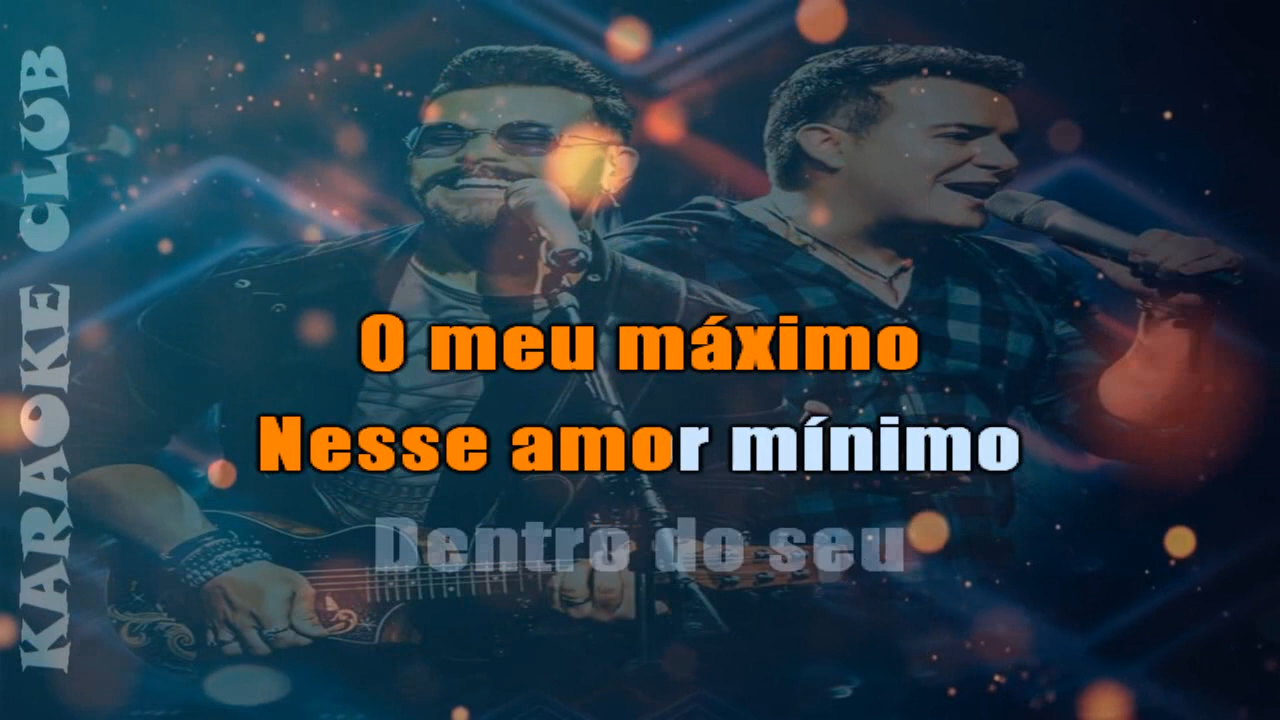 KARAOKE CLUB
O meu máximo
Nesse amor mínimo
Dentro do seu